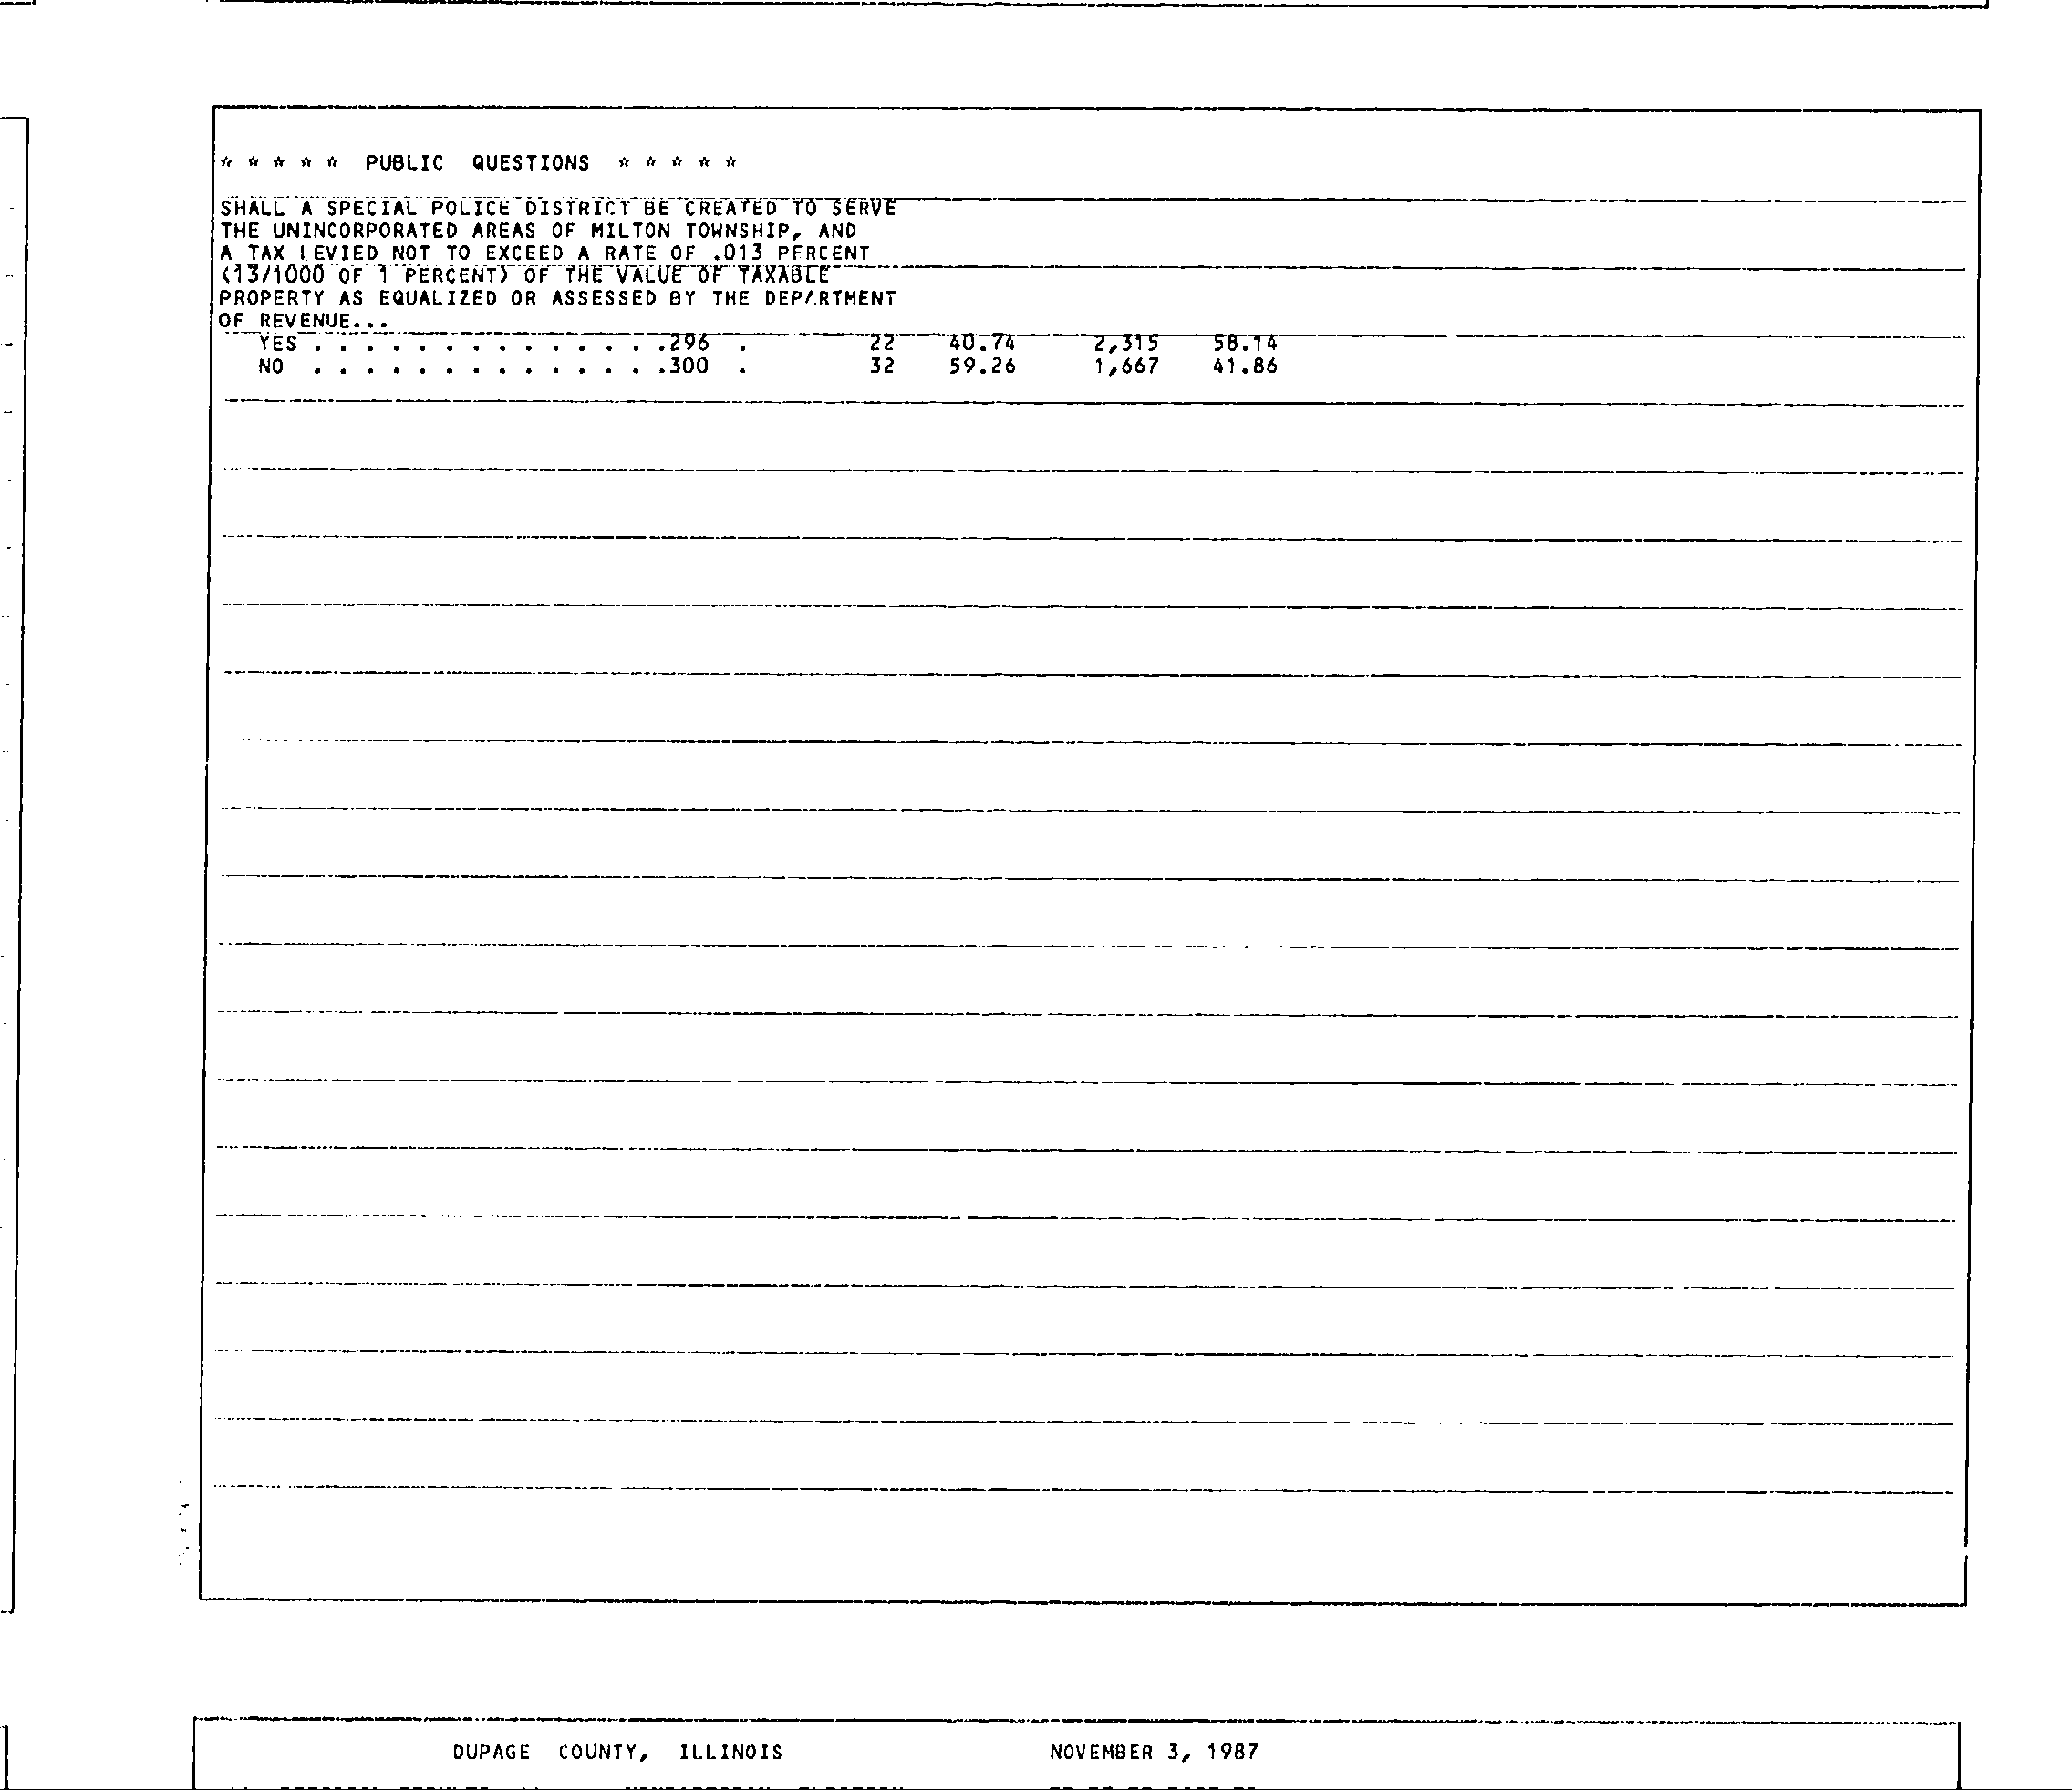 ☆ ☆ ☆ ☆ ☆ PUBLIC QUESTIONS ☆ ☆ ☆ ☆ ☆
SHALL A SPECIAL POLICE DISTRICT BE CREATED TO SERVE
THE UNINCORPORATED AREAS OF MILTON TOWNSHIP, AND
A TAX LEVIED NOT TO EXCEED A RATE OF .013 PERCENT
(13/1000 OF 1 PERCENT) OF THE VALUE OF TAXABLE
PROPERTY AS EQUALIZED OR ASSESSED BY THE DEPARTMENT
OF REVENUE...
YES . . . . . . . . . . . . . .296 . 22 40.74 2,315 58.14
NO . . . . . . . . . . . . . .300 . 32 59.26 1,667 41.86
DUPAGE COUNTY, ILLINOIS NOVEMBER 3, 1987